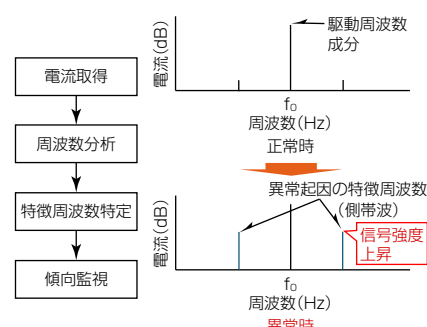 電流取得
周波数分析
特徴周波数特定
傾向監視
電流(dB)
駆動周波数
成分
f₀
周波数(Hz)
正常時
異常起因の特徴周波数
(側帯波)
電流(dB)
信号強度
上昇
f₀
周波数(Hz)
異常時